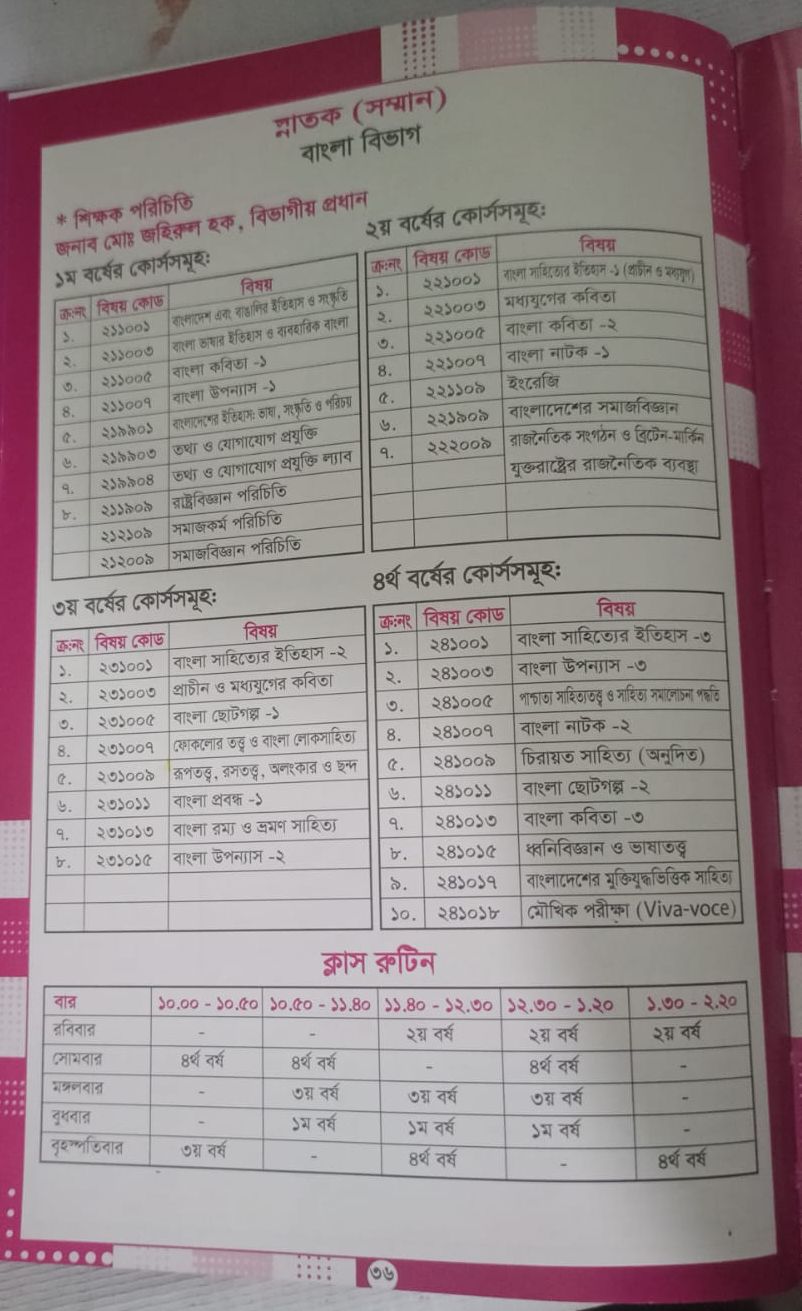 স্নাতক (সম্মান)
বাংলা বিভাগ
* শিক্ষক পরিচিতি
জনাব মোঃ জহিরুল হক, বিভাগীয় প্রধান
১ম বর্ষের কোর্সসমূহঃ
ক্র:নং বিষয় কোড বিষয়
১. ২১১০০১ বাংলাদেশ এবং বাঙালির ইতিহাস ও সংস্কৃতি
২. ২১১০০৩ বাংলা ভাষার ইতিহাস ও ব্যবহারিক বাংলা
৩. ২১১০০৫ বাংলা কবিতা -১
৪. ২১১০০৭ বাংলা উপন্যাস -১
৫. ২১৯৯০১ বাংলাদেশের ইতিহাস: ভাষা, সংস্কৃতি ও পরিচয়
৬. ২১৯৯০৩ তথ্য ও যোগাযোগ প্রযুক্তি
৭. ২১৯৯০৪ তথ্য ও যোগাযোগ প্রযুক্তি ল্যাব
৮. ২১১৯০৯ রাষ্ট্রবিজ্ঞান পরিচিতি
২১২১০৯ সমাজকর্ম পরিচিতি
২১২০০৯ সমাজবিজ্ঞান পরিচিতি
২য় বর্ষের কোর্সসমূহঃ
ক্র:নং বিষয় কোড বিষয়
১. ২২১০০১ বাংলা সাহিত্যের ইতিহাস -১ (প্রাচীন ও মধ্যযুগ)
২. ২২১০০৩ মধ্যযুগের কবিতা
৩. ২২১০০৫ বাংলা কবিতা -২
৪. ২২১০০৭ বাংলা নাটক -১
৫. ২২১১০৯ ইংরেজি
৬. ২২১৯০৯ বাংলাদেশের সমাজবিজ্ঞান
৭. ২২২০০৯ রাজনৈতিক সংগঠন ও ব্রিটেন-মার্কিন
যুক্তরাষ্ট্রের রাজনৈতিক ব্যবস্থা
৩য় বর্ষের কোর্সসমূহঃ
ক্র:নং বিষয় কোড বিষয়
১. ২৩১০০১ বাংলা সাহিত্যের ইতিহাস -২
২. ২৩১০০৩ প্রাচীন ও মধ্যযুগের কবিতা
৩. ২৩১০০৫ বাংলা ছোটগল্প -১
৪. ২৩১০০৭ ফোকলোর তত্ত্ব ও বাংলা লোকসাহিত্য
৫. ২৩১০০৯ রূপতত্ত্ব, রসতত্ত্ব, অলংকার ও ছন্দ
৬. ২৩১০১১ বাংলা প্রবন্ধ -১
৭. ২৩১০১৩ বাংলা রম্য ও ভ্রমণ সাহিত্য
৮. ২৩১০১৫ বাংলা উপন্যাস -২
৪র্থ বর্ষের কোর্সসমূহঃ
ক্র:নং বিষয় কোড বিষয়
১. ২৪১০০১ বাংলা সাহিত্যের ইতিহাস -৩
২. ২৪১০০৩ বাংলা উপন্যাস -৩
৩. ২৪১০০৫ পাশ্চাত্য সাহিত্যতত্ত্ব ও সাহিত্য সমালোচনা পদ্ধতি
৪. ২৪১০০৭ বাংলা নাটক -২
৫. ২৪১০০৯ চিরায়ত সাহিত্য (অনূদিত)
৬. ২৪১০১১ বাংলা ছোটগল্প -২
৭. ২৪১০১৩ বাংলা কবিতা -৩
৮. ২৪১০১৫ ধ্বনিবিজ্ঞান ও ভাষাতত্ত্ব
৯. ২৪১০১৭ বাংলাদেশের মুক্তিযুদ্ধভিত্তিক সাহিত্য
১০. ২৪১০১৮ মৌখিক পরীক্ষা (Viva-voce)
ক্লাস রুটিন
বার ১০.০০ - ১০.৫০ ১০.৫০ - ১১.৪০ ১১.৪০ - ১২.৩০ ১২.৩০ - ১.২০ ১.৩০ - ২.২০
রবিবার - - ২য় বর্ষ ২য় বর্ষ ২য় বর্ষ
সোমবার ৪র্থ বর্ষ ৪র্থ বর্ষ - ৪র্থ বর্ষ -
মঙ্গলবার - ৩য় বর্ষ ৩য় বর্ষ ৩য় বর্ষ -
বুধবার - ১ম বর্ষ ১ম বর্ষ ১ম বর্ষ -
বৃহস্পতিবার ৩য় বর্ষ - ৪র্থ বর্ষ - ৪র্থ বর্ষ
৩৬